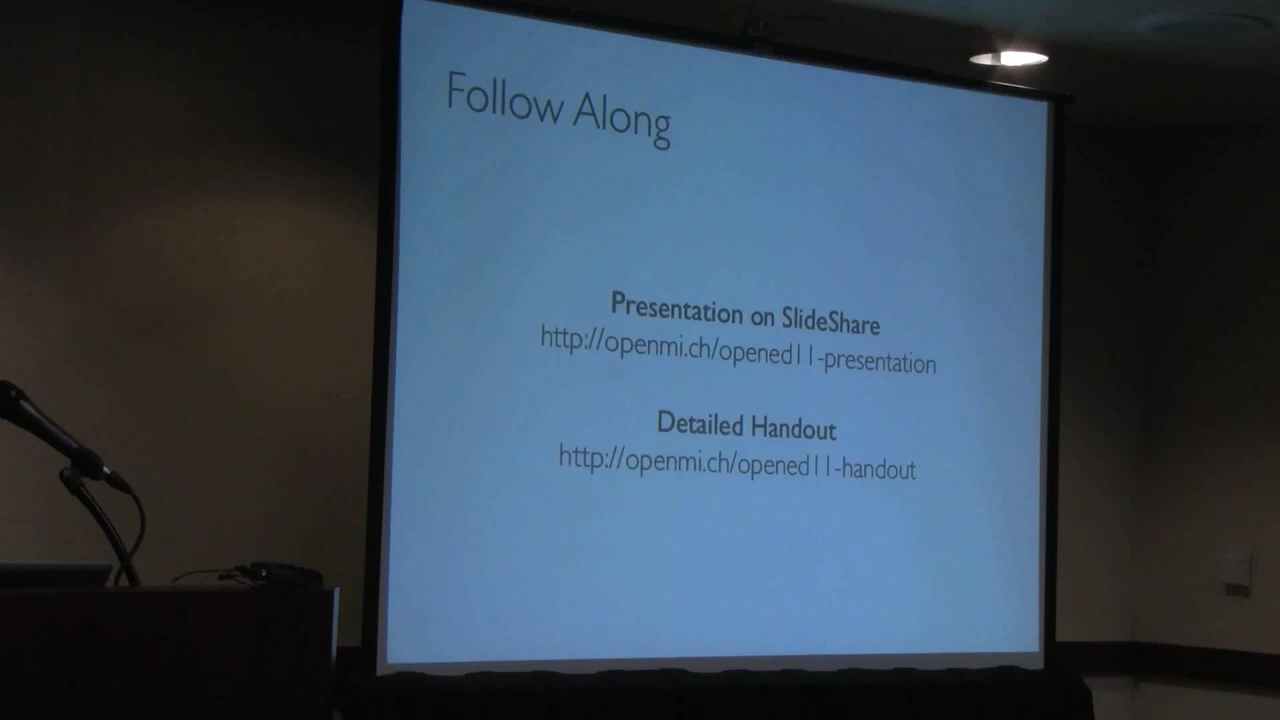 Follow Along
Presentation on SlideShare
http://openmi.ch/opened11-presentation
Detailed Handout
http://openmi.ch/opened11-handout